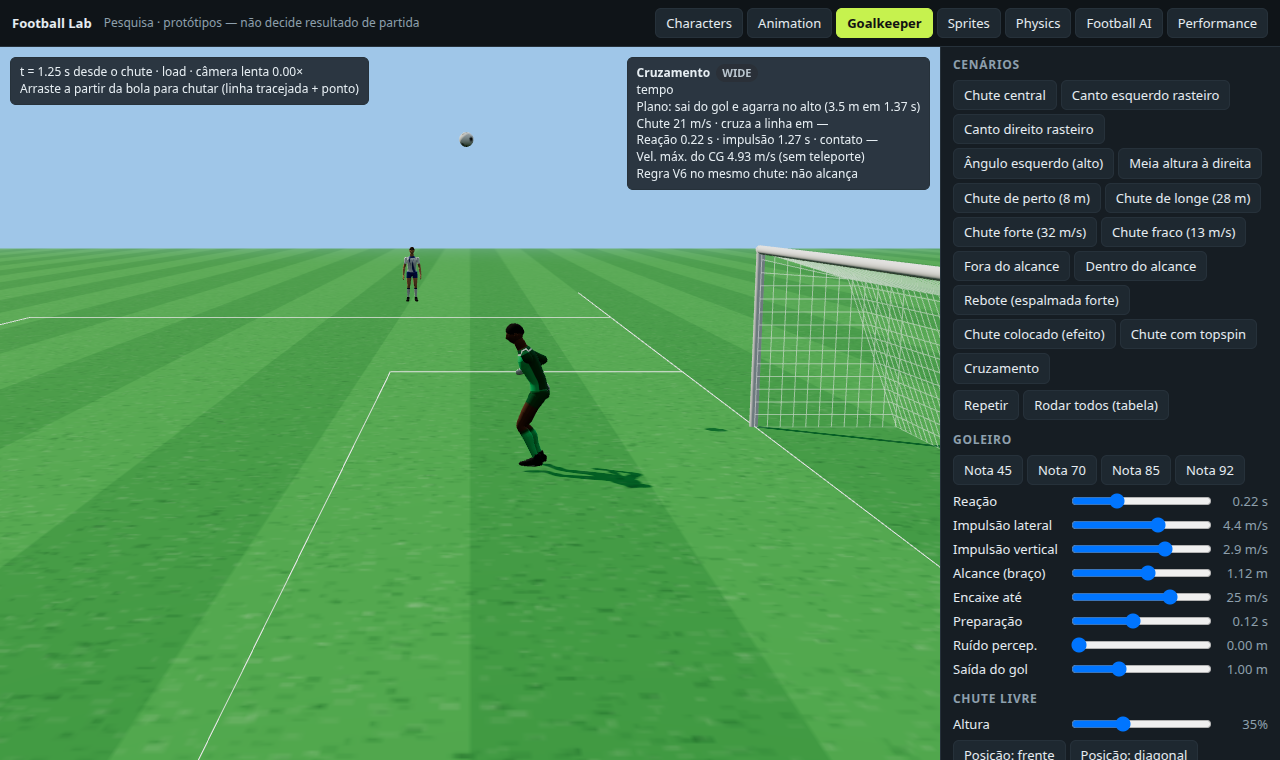 Football Lab Pesquisa · protótipos — não decide resultado de partida Characters Animation Goalkeeper Sprites Physics Football AI Performance
t = 1.25 s desde o chute · load · câmera lenta 0.00×
Arraste a partir da bola para chutar (linha tracejada + ponto)
Cruzamento WIDE
tempo
Plano: sai do gol e agarra no alto (3.5 m em 1.37 s)
Chute 21 m/s · cruza a linha em —
Reação 0.22 s · impulsão 1.27 s · contato —
Vel. máx. do CG 4.93 m/s (sem teleporte)
Regra V6 no mesmo chute: não alcança
CENÁRIOS
Chute central Canto esquerdo rasteiro
Canto direito rasteiro
Ângulo esquerdo (alto) Meia altura à direita
Chute de perto (8 m) Chute de longe (28 m)
Chute forte (32 m/s) Chute fraco (13 m/s)
Fora do alcance Dentro do alcance
Rebote (espalmada forte)
Chute colocado (efeito) Chute com topspin
Cruzamento
Repetir Rodar todos (tabela)
GOLEIRO
Nota 45 Nota 70 Nota 85 Nota 92
Reação 0.22 s
Impulsão lateral 4.4 m/s
Impulsão vertical 2.9 m/s
Alcance (braço) 1.12 m
Encaixe até 25 m/s
Preparação 0.12 s
Ruído percep. 0.00 m
Saída do gol 1.00 m
CHUTE LIVRE
Altura 35%
Posição: frente Posição: diagonal